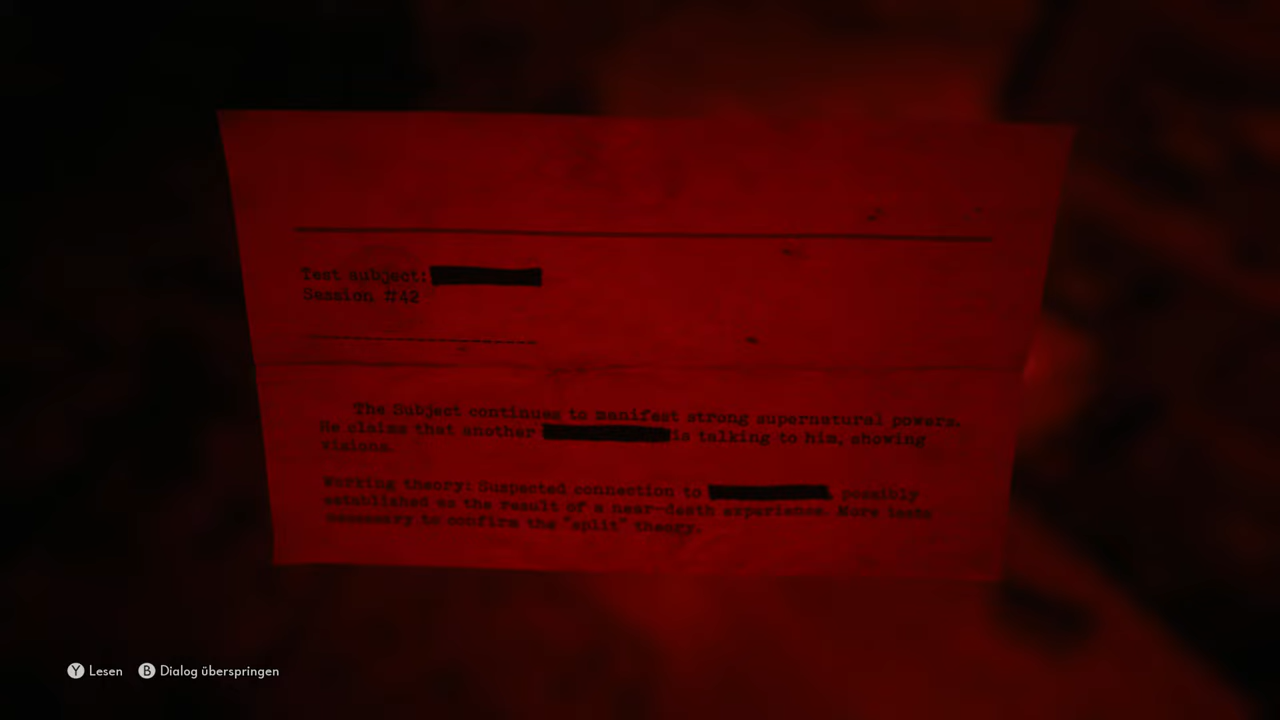 Test subject:
Session #42
The Subject continues to manifest strong supernatural powers.
He claims that another is talking to him, showing
visions.
Working theory: Suspected connection to , possibly
established ez the result of a near-death experience. More tests
necessary to confirm the "split" theory.
Y Lesen B Dialog überspringen